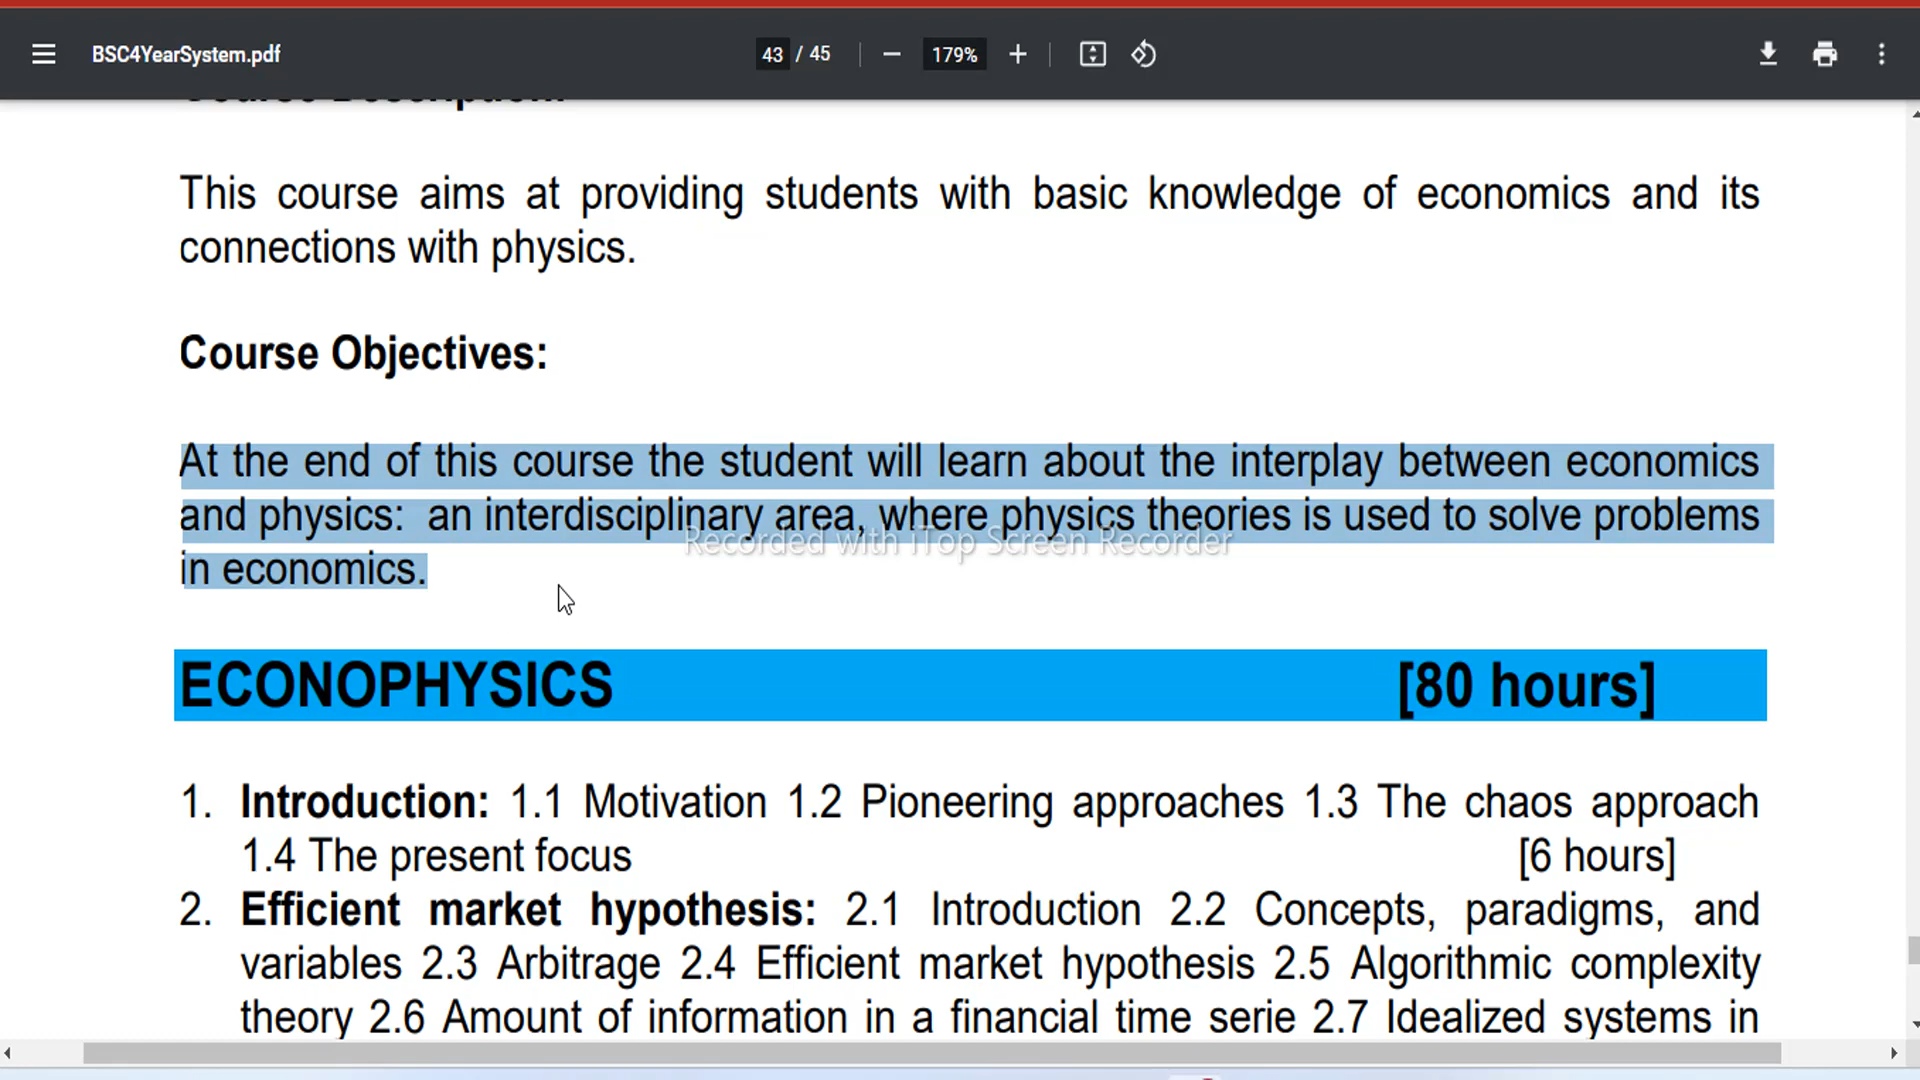 BSC4YearSystem.pdf
43 / 45
179%
Course Description:
This course aims at providing students with basic knowledge of economics and its
connections with physics.
Course Objectives:
At the end of this course the student will learn about the interplay between economics
and physics: an interdisciplinary area, where physics theories is used to solve problems
in economics.
Recorded with iTop Screen Recorder
ECONOPHYSICS [80 hours]
1. Introduction: 1.1 Motivation 1.2 Pioneering approaches 1.3 The chaos approach
1.4 The present focus [6 hours]
2. Efficient market hypothesis: 2.1 Introduction 2.2 Concepts, paradigms, and
variables 2.3 Arbitrage 2.4 Efficient market hypothesis 2.5 Algorithmic complexity
theory 2.6 Amount of information in a financial time serie 2.7 Idealized systems in